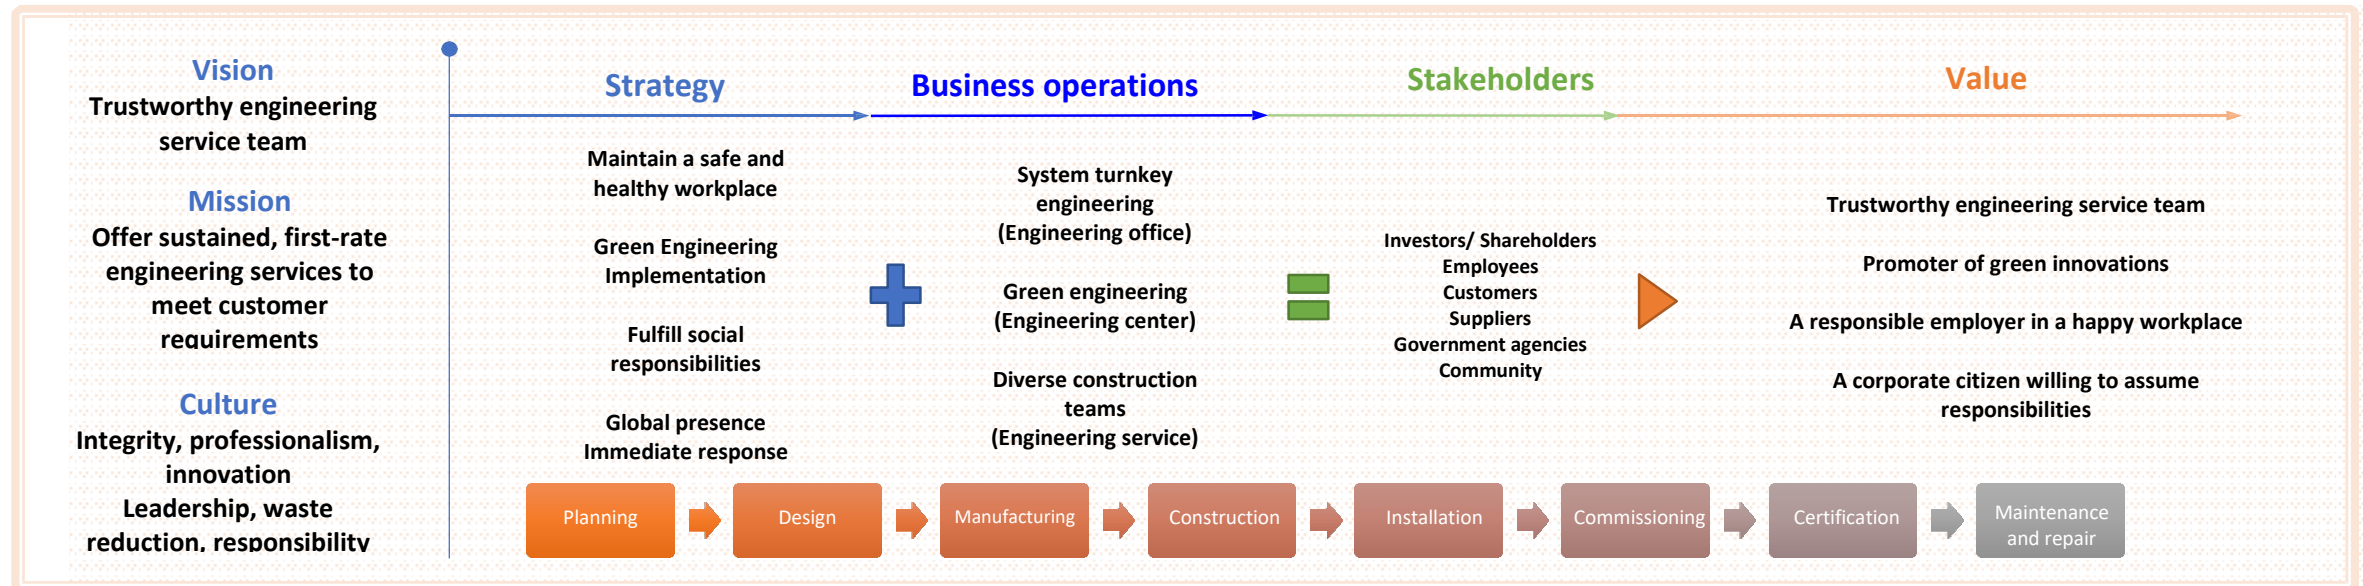 Vision
Trustworthy engineering
service team
Mission
Offer sustained, first-rate
engineering services to
meet customer
requirements
Culture
Integrity, professionalism,
innovation
Leadership, waste
reduction, responsibility
Strategy
Maintain a safe and
healthy workplace
Green Engineering
Implementation
Fulfill social
responsibilities
Global presence
Immediate response
Business operations
System turnkey
engineering
(Engineering office)
Green engineering
(Engineering center)
Diverse construction
teams
(Engineering service)
Stakeholders
Investors/ Shareholders
Employees
Customers
Suppliers
Government agencies
Community
Value
Trustworthy engineering service team
Promoter of green innovations
A responsible employer in a happy workplace
A corporate citizen willing to assume
responsibilities
Planning
Design
Manufacturing
Construction
Installation
Commissioning
Certification
Maintenance
and repair